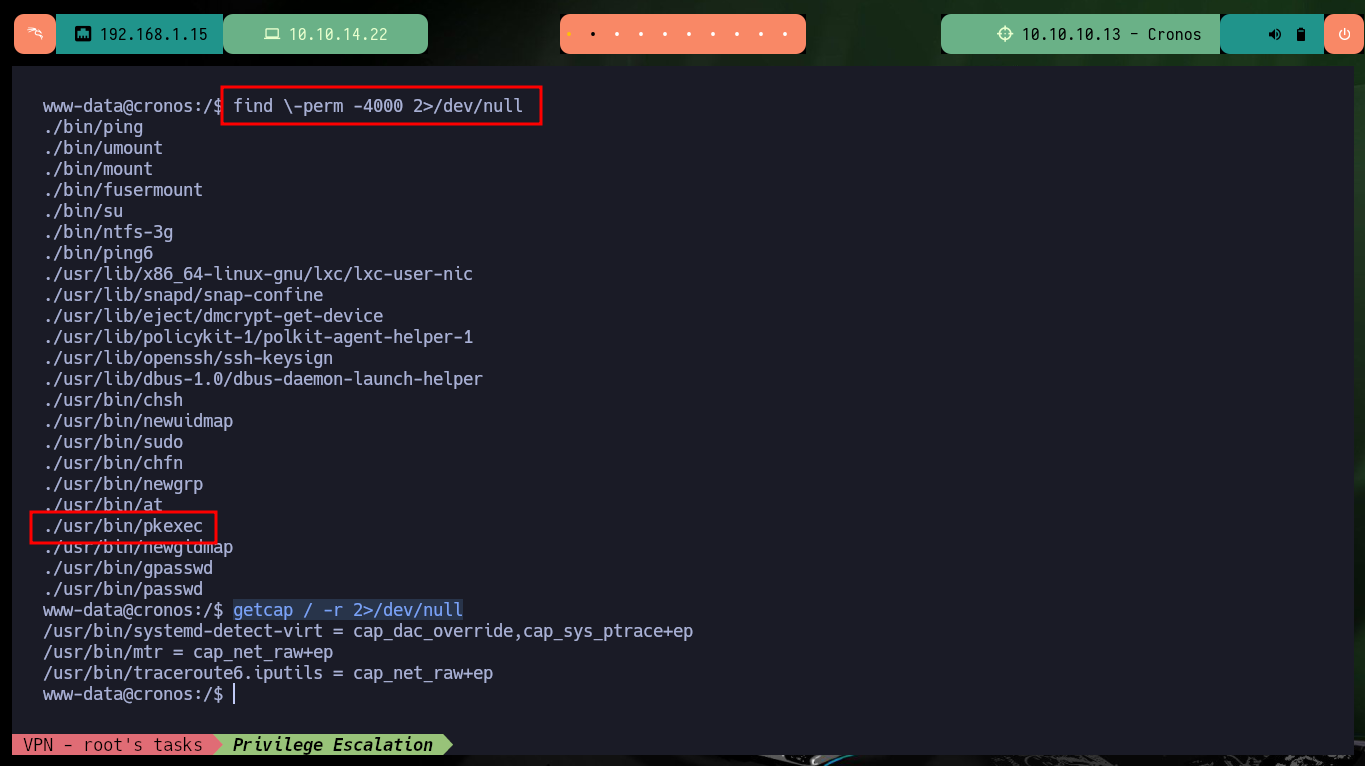 192.168.1.15 10.10.14.22 10.10.10.13 - Cronos
www-data@cronos:/$ find \-perm -4000 2>/dev/null
./bin/ping
./bin/umount
./bin/mount
./bin/fusermount
./bin/su
./bin/ntfs-3g
./bin/ping6
./usr/lib/x86_64-linux-gnu/lxc/lxc-user-nic
./usr/lib/snapd/snap-confine
./usr/lib/eject/dmcrypt-get-device
./usr/lib/policykit-1/polkit-agent-helper-1
./usr/lib/openssh/ssh-keysign
./usr/lib/dbus-1.0/dbus-daemon-launch-helper
./usr/bin/chsh
./usr/bin/newuidmap
./usr/bin/sudo
./usr/bin/chfn
./usr/bin/newgrp
./usr/bin/at
./usr/bin/pkexec
./usr/bin/newgidmap
./usr/bin/gpasswd
./usr/bin/passwd
www-data@cronos:/$ getcap / -r 2>/dev/null
/usr/bin/systemd-detect-virt = cap_dac_override,cap_sys_ptrace+ep
/usr/bin/mtr = cap_net_raw+ep
/usr/bin/traceroute6.iputils = cap_net_raw+ep
www-data@cronos:/$
VPN - root's tasks Privilege Escalation